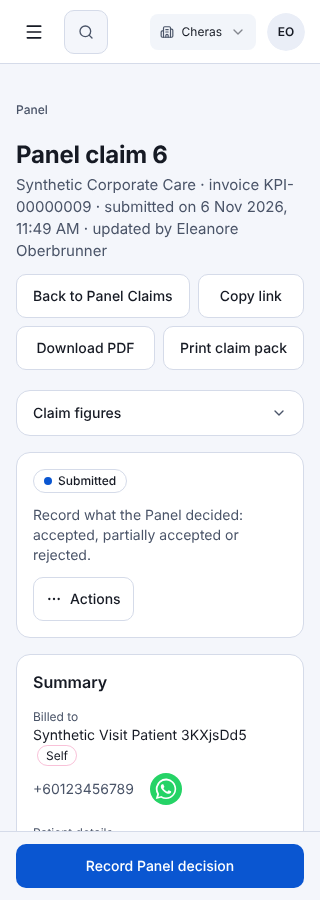 Cheras
EO
Panel
Panel claim 6
Synthetic Corporate Care · invoice KPI-
00000009 · submitted on 6 Nov 2026,
11:49 AM · updated by Eleanore
Oberbrunner
Back to Panel Claims
Copy link
Download PDF
Print claim pack
Claim figures
Submitted
Record what the Panel decided:
accepted, partially accepted or
rejected.
Actions
Summary
Billed to
Synthetic Visit Patient 3KXjsDd5
Self
+60123456789
Patient details
Record Panel decision